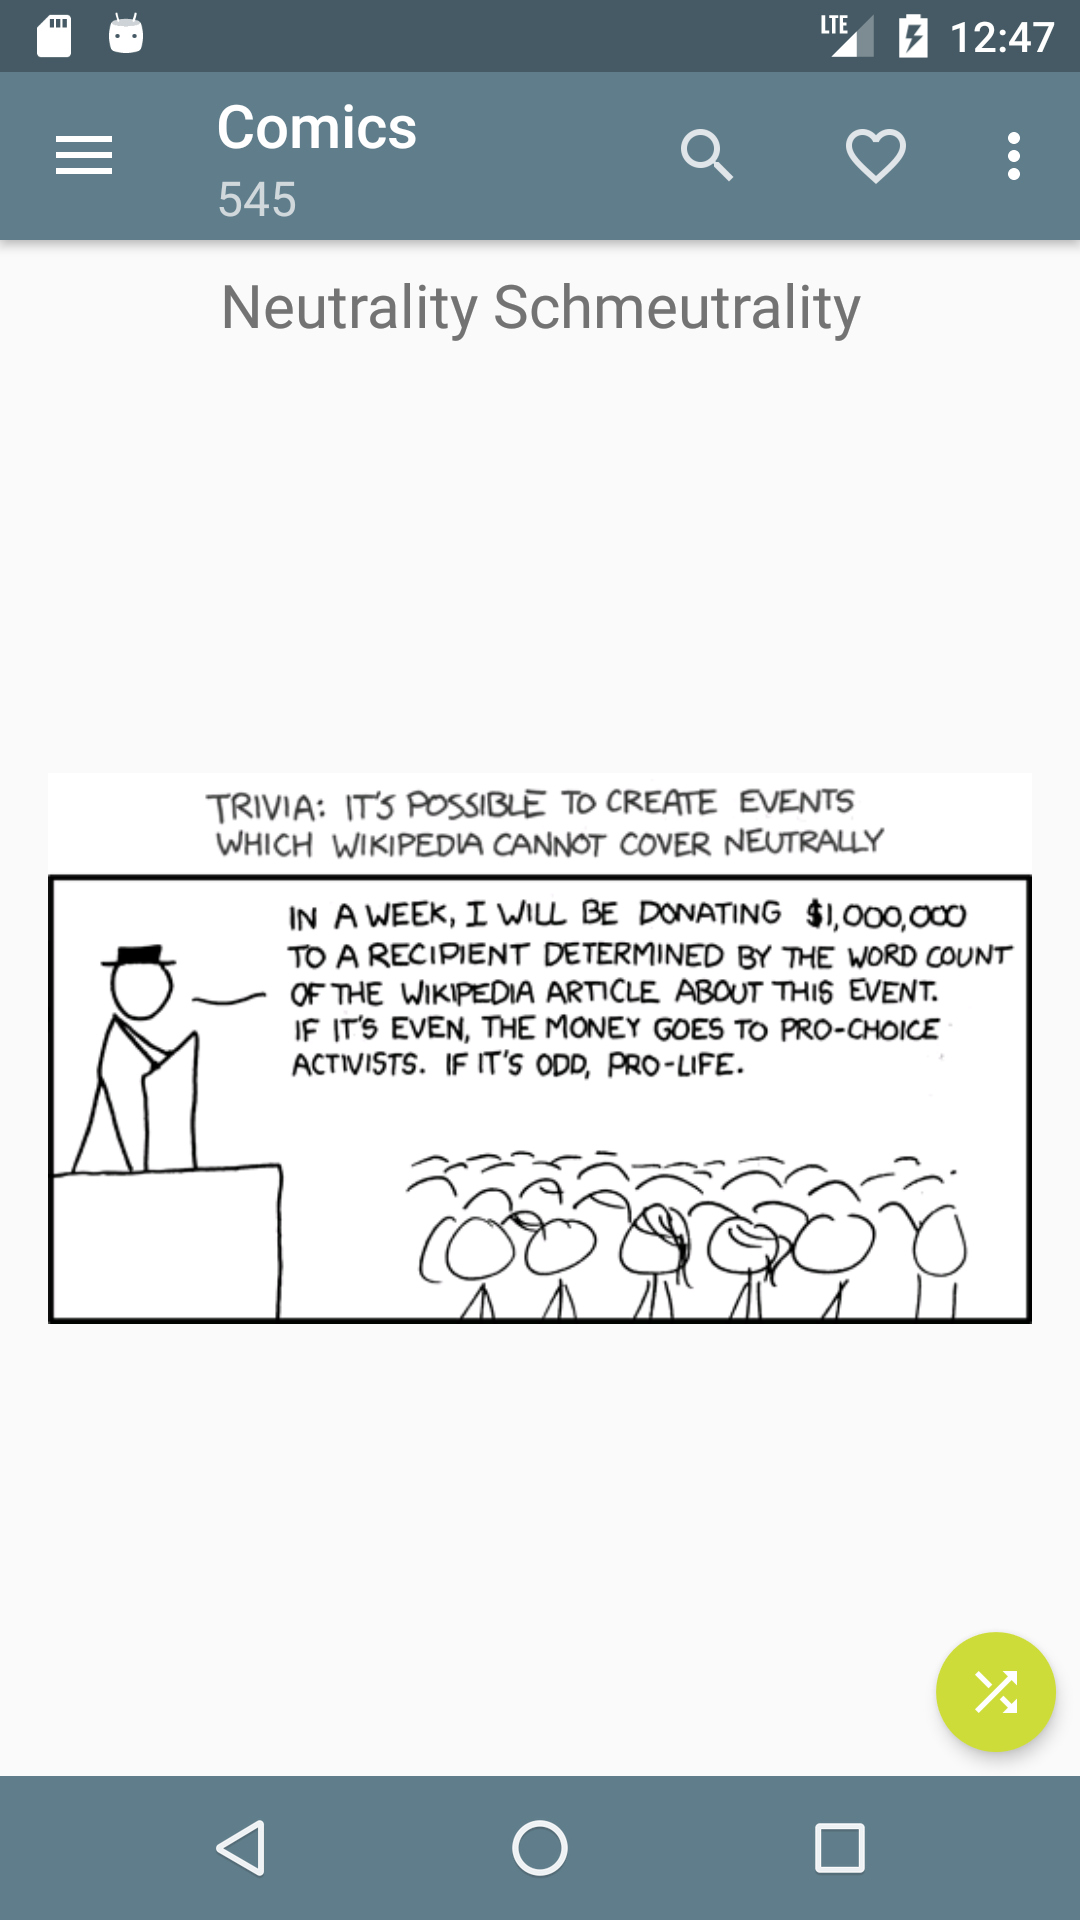 LTE 12:47
Comics
545
Neutrality Schmeutrality
TRIVIA: IT'S POSSIBLE TO CREATE EVENTS
WHICH WIKIPEDIA CANNOT COVER NEUTRALLY
IN A WEEK, I WILL BE DONATING $1,000,000
TO A RECIPIENT DETERMINED BY THE WORD COUNT
OF THE WIKIPEDIA ARTICLE ABOUT THIS EVENT.
IF IT'S EVEN, THE MONEY GOES TO PRO-CHOICE
ACTIVISTS. IF IT'S ODD, PRO-LIFE.